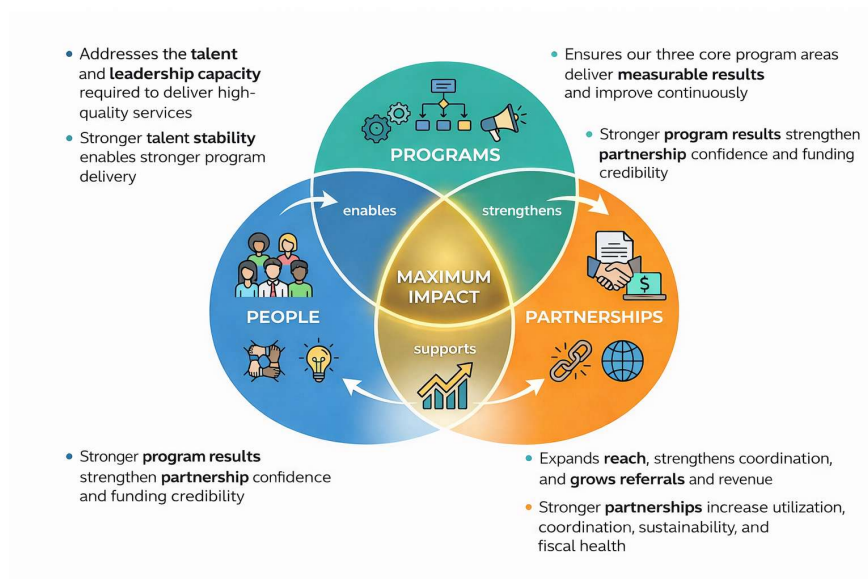 • Addresses the talent
and leadership capacity
required to deliver high-
quality services
• Stronger talent stability
enables stronger program
delivery
• Ensures our three core program areas
deliver measurable results
and improve continuously
• Stronger program results strengthen
partnership confidence and funding
credibility
PROGRAMS
enables
strengthens
MAXIMUM
IMPACT
PEOPLE
PARTNERSHIPS
$
supports
• Stronger program results
strengthen partnership confidence
and funding credibility
• Expands reach, strengthens coordination,
and grows referrals and revenue
• Stronger partnerships increase utilization,
coordination, sustainability, and
fiscal health